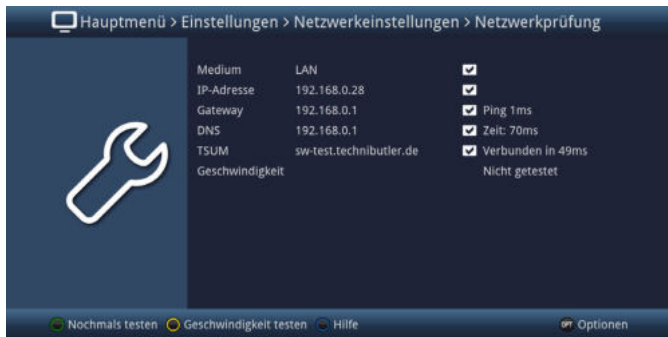 Hauptmenü > Einstellungen > Netzwerkeinstellungen > Netzwerkprüfung
Medium LAN
IP-Adresse 192.168.0.28
Gateway 192.168.0.1 Ping 1ms
DNS 192.168.0.1 Zeit: 70ms
TSUM sw-test.technibutler.de Verbunden in 49ms
Geschwindigkeit Nicht getestet
Nochmals testen Geschwindigkeit testen Hilfe OPT Optionen